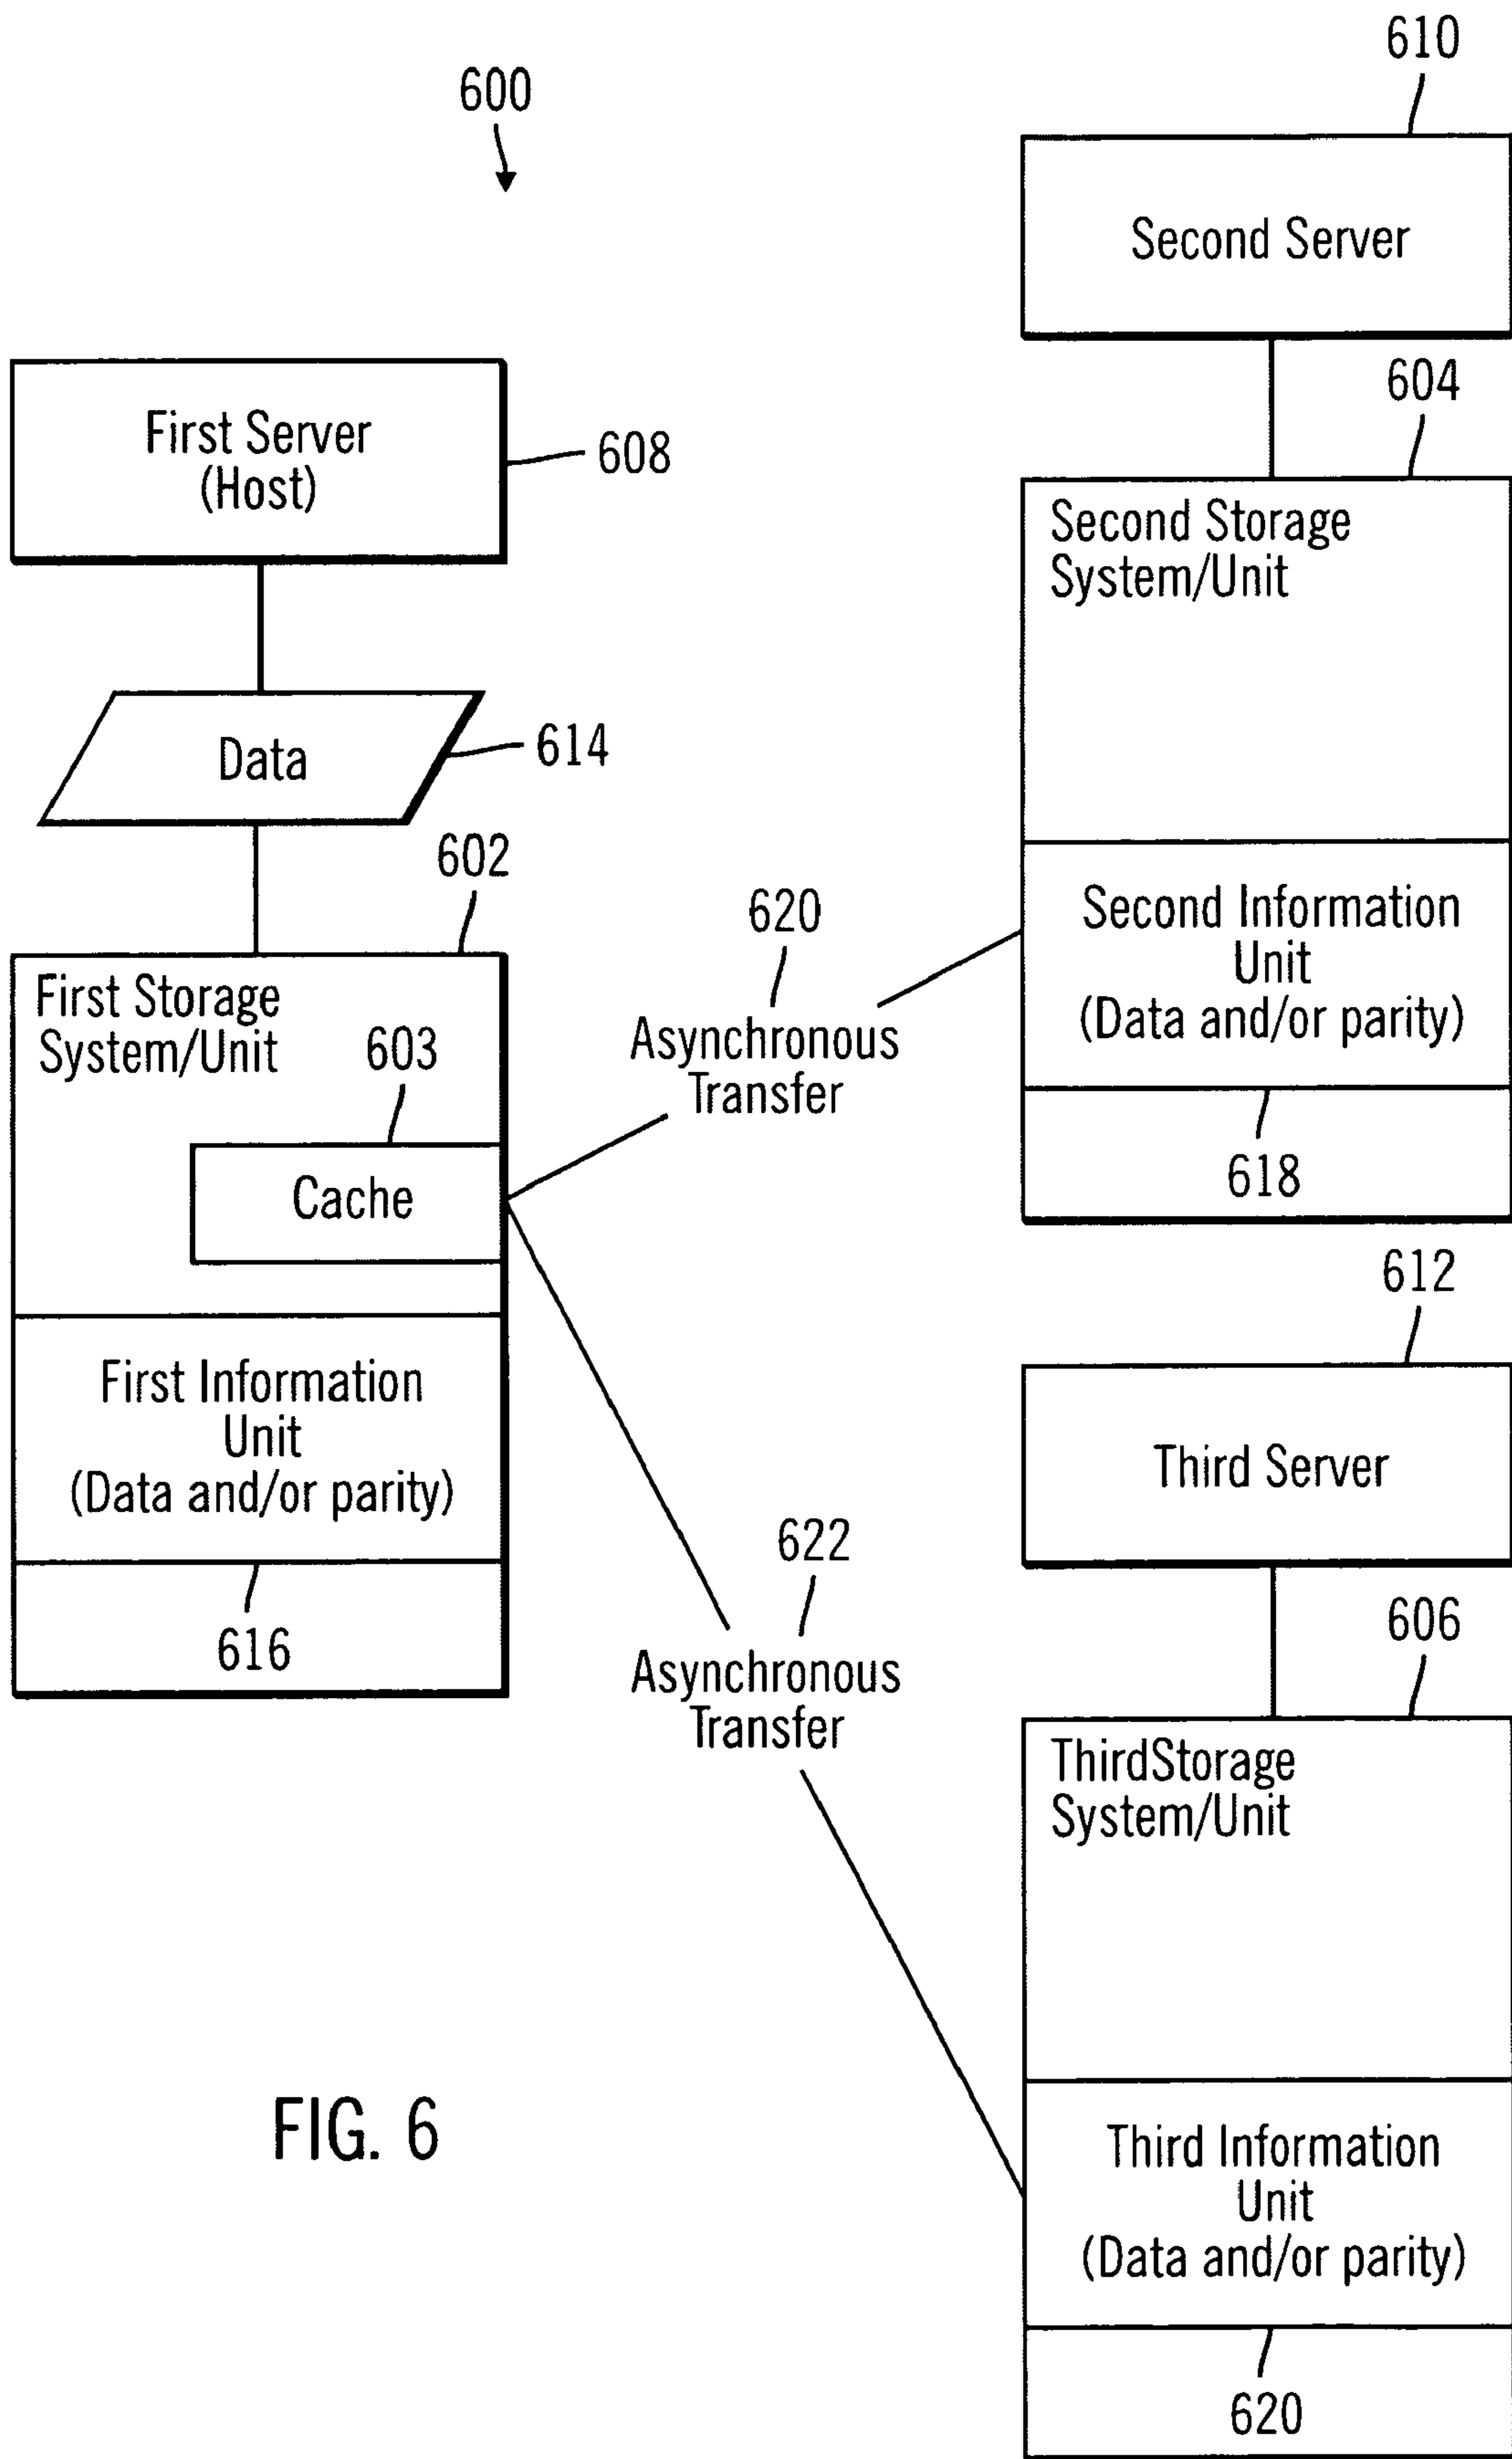 600
610
Second Server
604
First Server
(Host)
608
Second Storage
System/Unit
Data
614
602
First Storage
System/Unit
603
Cache
620
Asynchronous
Transfer
Second Information
Unit
(Data and/or parity)
618
612
First Information
Unit
(Data and/or parity)
616
Third Server
622
Asynchronous
Transfer
606
ThirdStorage
System/Unit
Third Information
Unit
(Data and/or parity)
620
FIG. 6